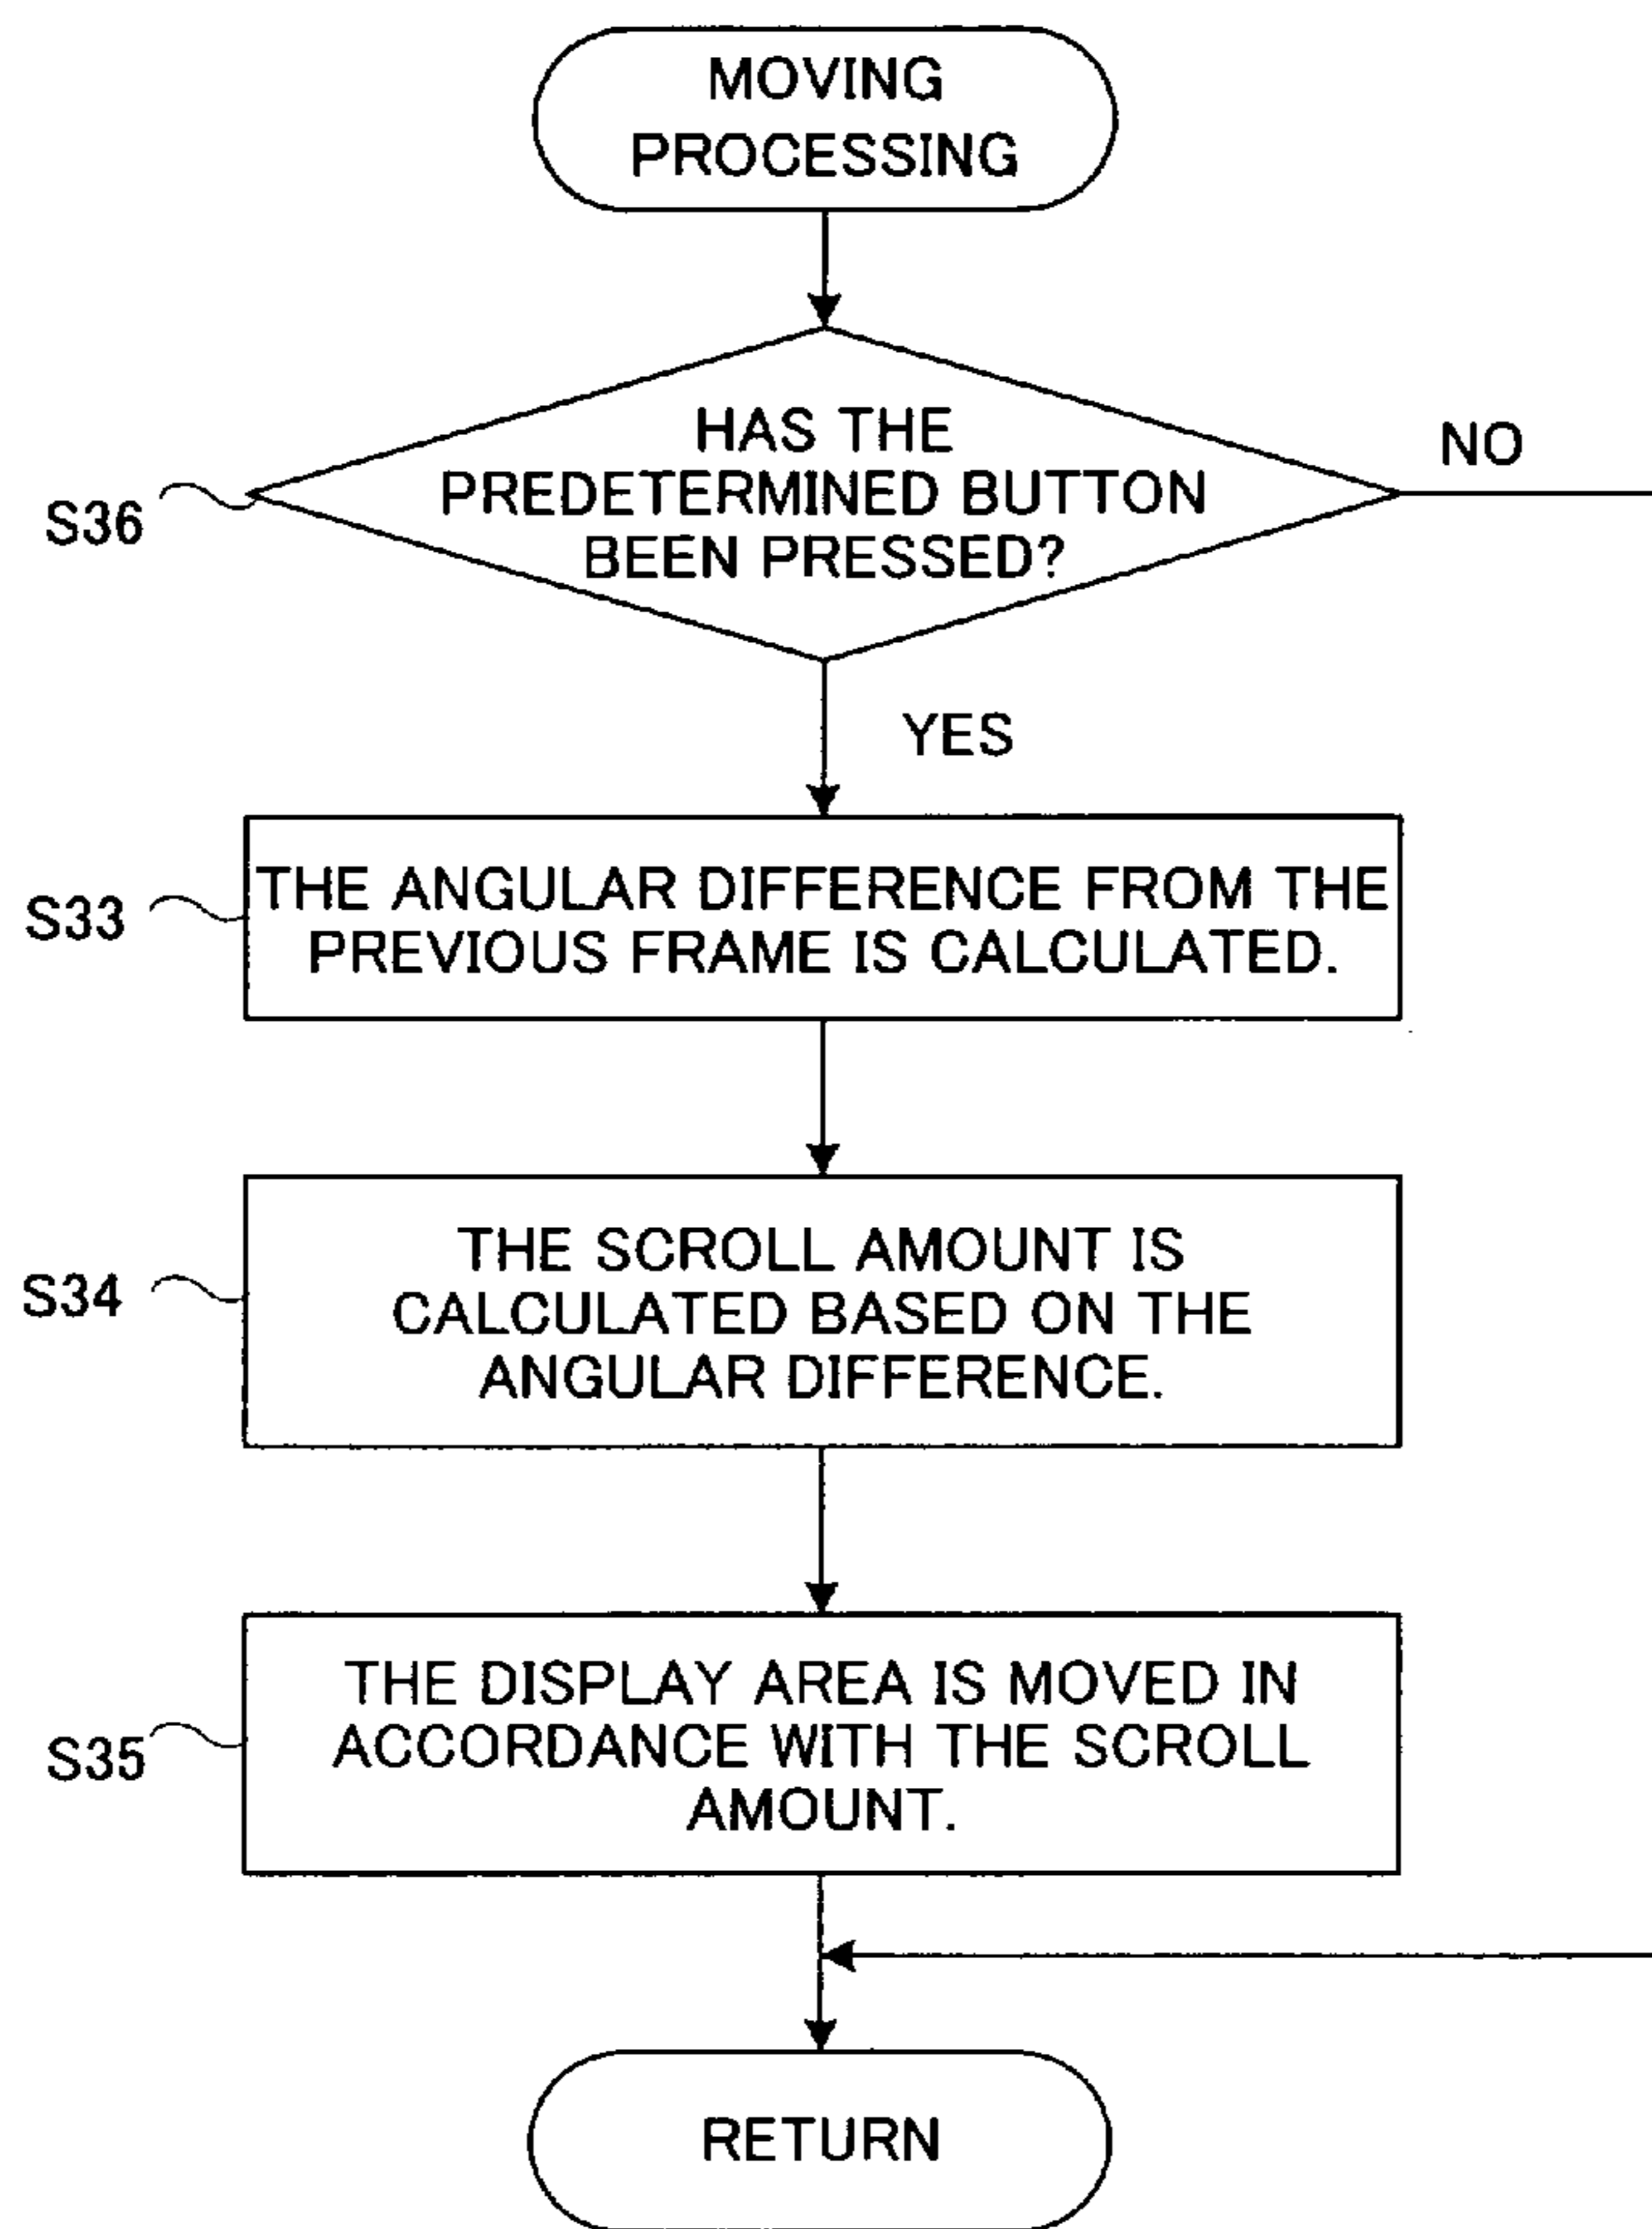 MOVING
PROCESSING
HAS THE
PREDETERMINED BUTTON
BEEN PRESSED?
NO
S36
YES
S33
THE ANGULAR DIFFERENCE FROM THE
PREVIOUS FRAME IS CALCULATED.
S34
THE SCROLL AMOUNT IS
CALCULATED BASED ON THE
ANGULAR DIFFERENCE.
S35
THE DISPLAY AREA IS MOVED IN
ACCORDANCE WITH THE SCROLL
AMOUNT.
RETURN